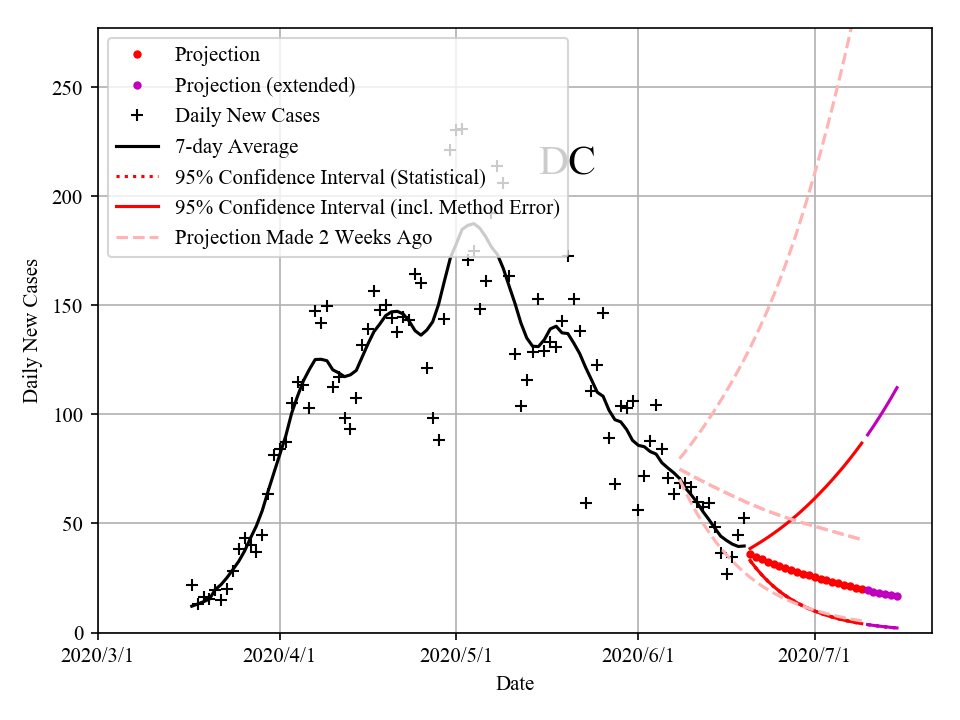 Projection
Projection (extended)
Daily New Cases
7-day Average
95% Confidence Interval (Statistical)
95% Confidence Interval (incl. Method Error)
Projection Made 2 Weeks Ago
DC
250
200
150
100
50
0
Daily New Cases
2020/3/1
2020/4/1
2020/5/1
2020/6/1
2020/7/1
Date